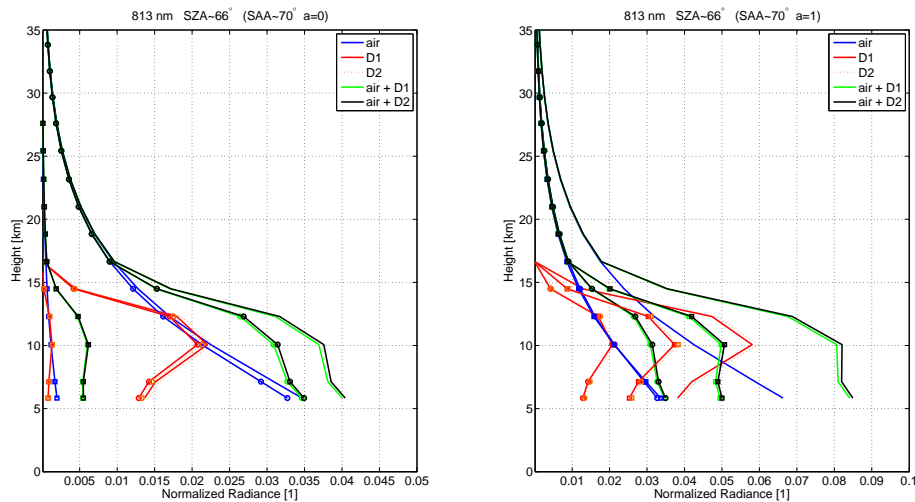 813 nm SZA~66° (SAA~70° a=0)
35
30
25
20
15
10
5
0
Height [km]
0.005 0.01 0.015 0.02 0.025 0.03 0.035 0.04 0.045 0.05
Normalized Radiance [1]
air
D1
D2
air + D1
air + D2
813 nm SZA~66° (SAA~70° a=1)
35
30
25
20
15
10
5
0
Height [km]
0.01 0.02 0.03 0.04 0.05 0.06 0.07 0.08 0.09 0.1
Normalized Radiance [1]
air
D1
D2
air + D1
air + D2